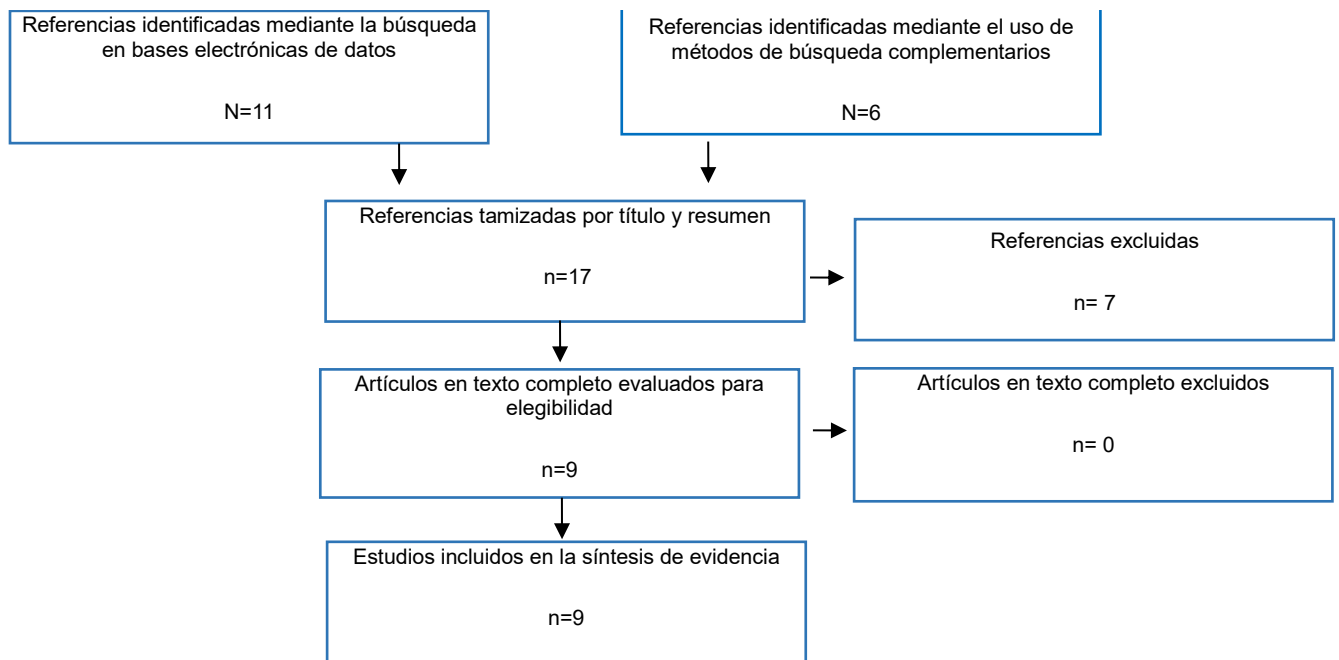 Referencias identificadas mediante la búsqueda
en bases electrónicas de datos
N=11
Referencias identificadas mediante el uso de
métodos de búsqueda complementarios
N=6
Referencias tamizadas por título y resumen
n=17
Referencias excluidas
n= 7
Artículos en texto completo evaluados para
elegibilidad
n=9
Artículos en texto completo excluidos
n= 0
Estudios incluidos en la síntesis de evidencia
n=9